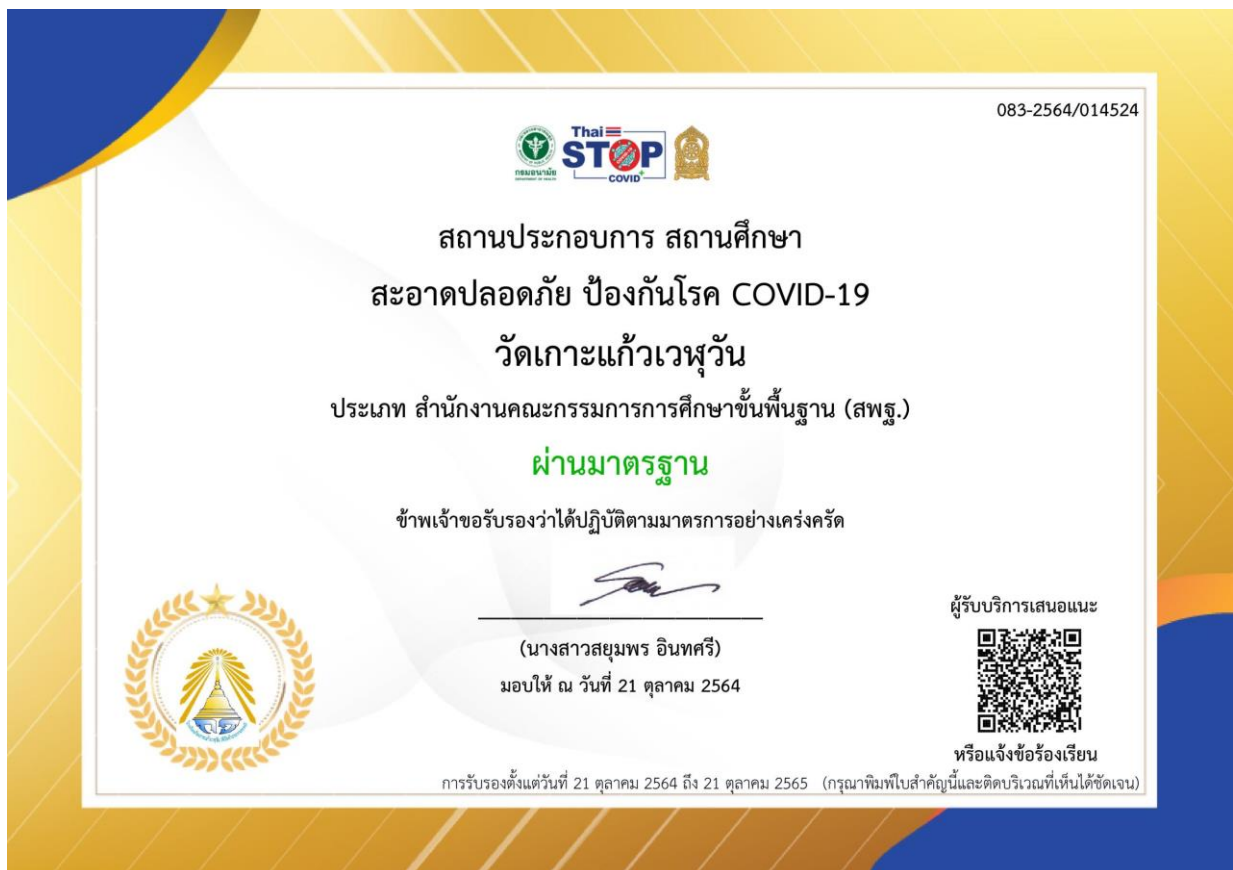 083-2564/014524
กรมอนามัย
DEPARTMENT OF HEALTH
Thai
STOP
COVID
สถานประกอบการ สถานศึกษา
สะอาดปลอดภัย ป้องกันโรค COVID-19
วัดเกาะแก้วเวฬุวัน
ประเภท สำนักงานคณะกรรมการการศึกษาขั้นพื้นฐาน (สพฐ.)
ผ่านมาตรฐาน
ข้าพเจ้าขอรับรองว่าได้ปฏิบัติตามมาตรการอย่างเคร่งครัด
(นางสาวสยุมพร อินทศรี)
มอบให้ ณ วันที่ 21 ตุลาคม 2564
ผู้รับบริการเสนอแนะ
หรือแจ้งข้อร้องเรียน
การรับรองตั้งแต่วันที่ 21 ตุลาคม 2564 ถึง 21 ตุลาคม 2565 (กรุณาพิมพ์ใบสำคัญนี้และติดบริเวณที่เห็นได้ชัดเจน)